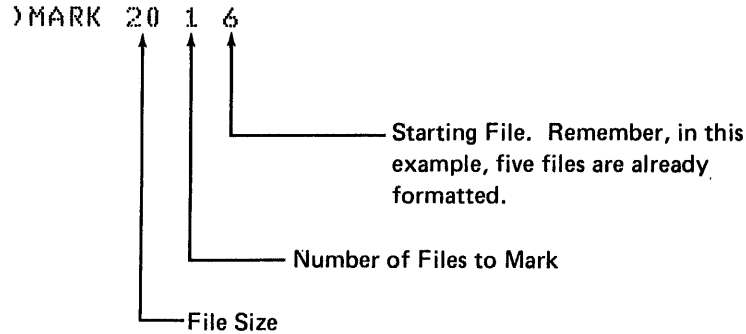 )MARK 20 1 6
Starting File. Remember, in this
example, five files are already
formatted.
Number of Files to Mark
File Size